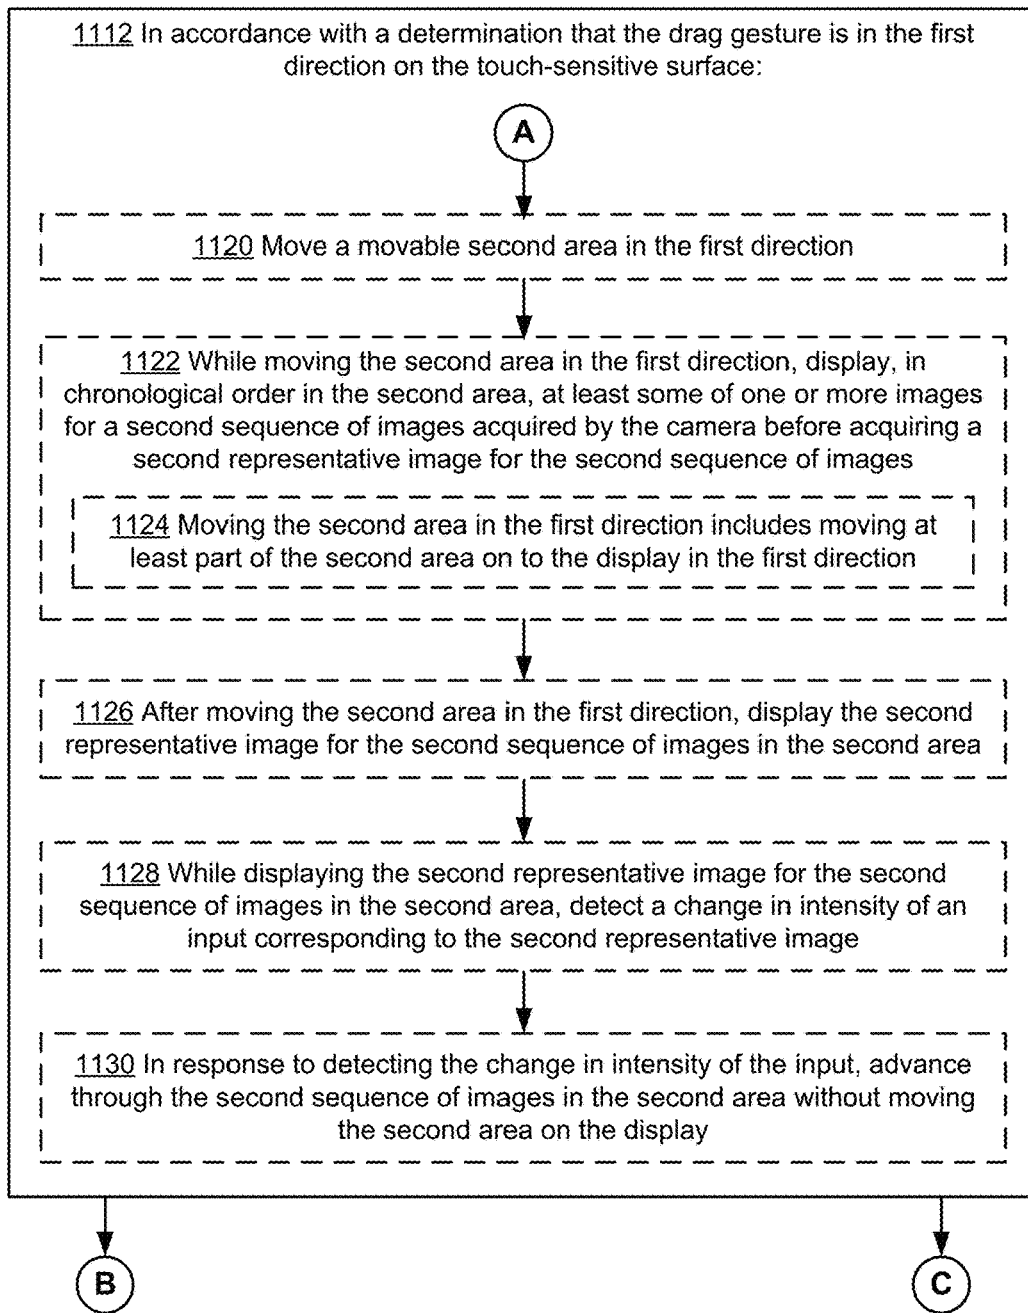 1112 In accordance with a determination that the drag gesture is in the first
direction on the touch-sensitive surface:
A
1120 Move a movable second area in the first direction
1122 While moving the second area in the first direction, display, in
chronological order in the second area, at least some of one or more images
for a second sequence of images acquired by the camera before acquiring a
second representative image for the second sequence of images
1124 Moving the second area in the first direction includes moving at
least part of the second area on to the display in the first direction
1126 After moving the second area in the first direction, display the second
representative image for the second sequence of images in the second area
1128 While displaying the second representative image for the second
sequence of images in the second area, detect a change in intensity of an
input corresponding to the second representative image
1130 In response to detecting the change in intensity of the input, advance
through the second sequence of images in the second area without moving
the second area on the display
B
C